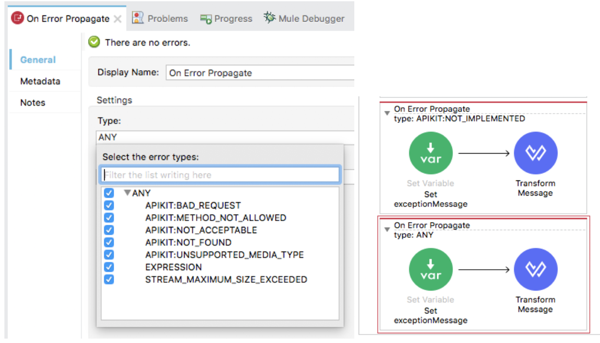 On Error Propagate
Problems
Progress
Mule Debugger
There are no errors.
General
Metadata
Notes
Display Name:
On Error Propagate
Settings
Type:
ANY
Select the error types:
Filter the list writing here
ANY
APIKIT:BAD_REQUEST
APIKIT:METHOD_NOT_ALLOWED
APIKIT:NOT_ACCEPTABLE
APIKIT:NOT_FOUND
APIKIT:UNSUPPORTED_MEDIA_TYPE
EXPRESSION
STREAM_MAXIMUM_SIZE_EXCEEDED
On Error Propagate
type: APIKIT:NOT_IMPLEMENTED
var
Set Variable
Set
exceptionMessage
Transform
Message
On Error Propagate
type: ANY
var
Set Variable
Set
exceptionMessage
Transform
Message